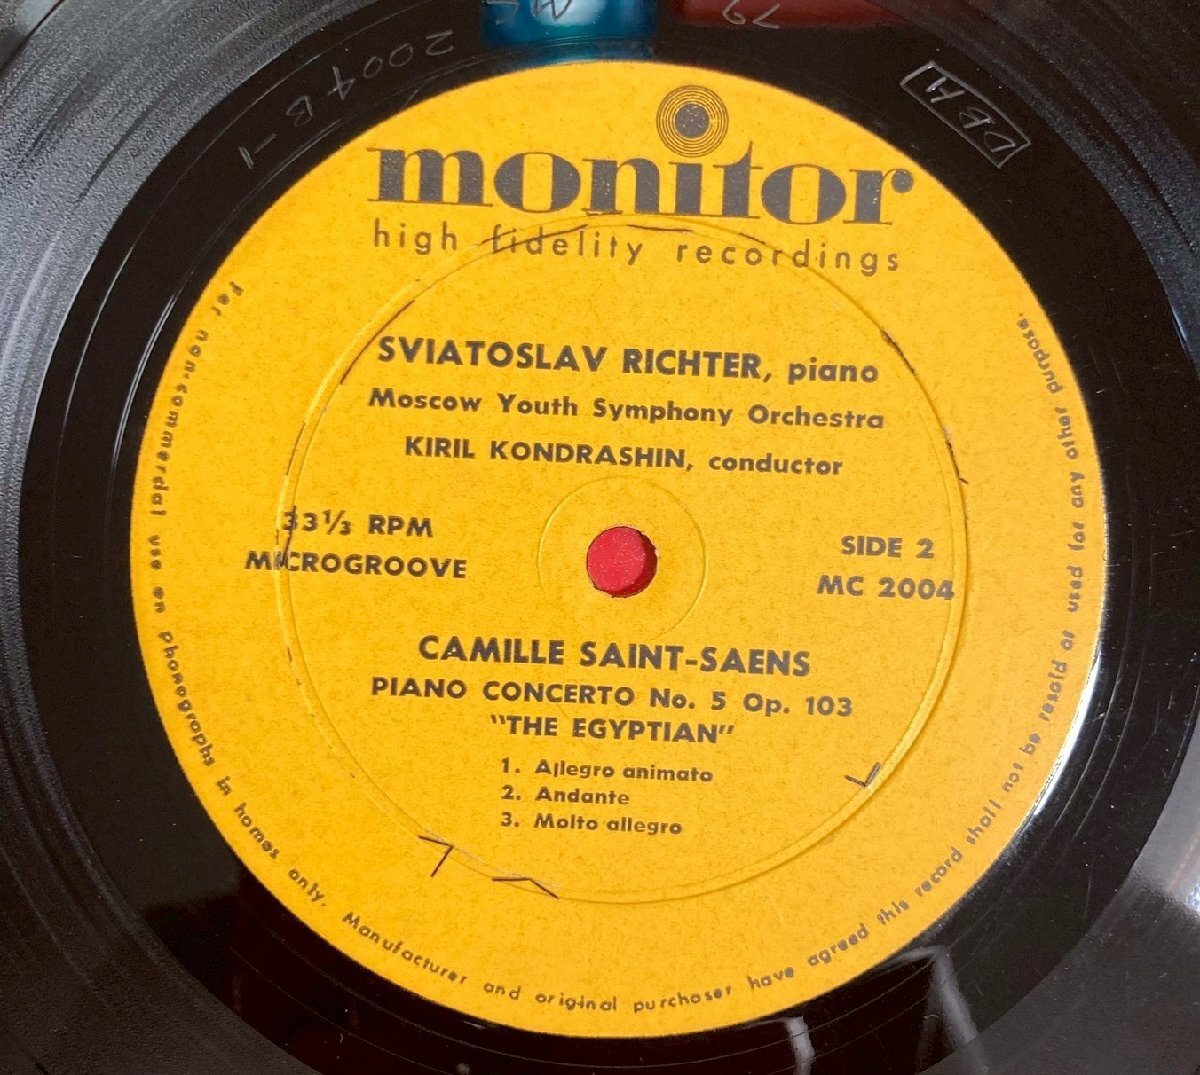 monitor
high fidelity recordings
SVIATOSLAV RICHTER, piano
Moscow Youth Symphony Orchestra
KIRIL KONDRASHIN, conductor
33⅓ RPM
MICROGROOVE
SIDE 2
MC 2004
CAMILLE SAINT-SAENS
PIANO CONCERTO No. 5 Op. 103
"THE EGYPTIAN"
1. Allegro animato
2. Andante
3. Molto allegro
For non-commercial use on phonographs in homes only. Manufacturer and original purchaser have agreed this record shall not be resold or used for any other purpose.
2004 B-1
DBH